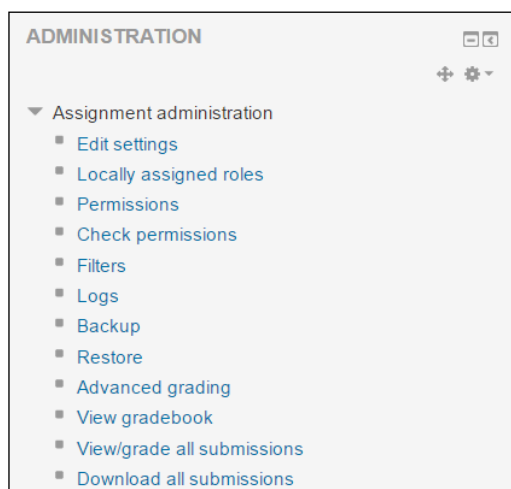 ADMINISTRATION
Assignment administration
Edit settings
Locally assigned roles
Permissions
Check permissions
Filters
Logs
Backup
Restore
Advanced grading
View gradebook
View/grade all submissions
Download all submissions